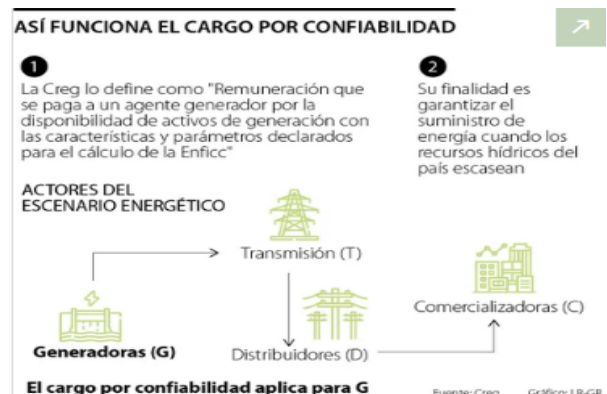 ASÍ FUNCIONA EL CARGO POR CONFIABILIDAD
1
La Creg lo define como "Remuneración que
se paga a un agente generador por la
disponibilidad de activos de generación con
las características y parámetros declarados
para el cálculo de la Enficc"
2
Su finalidad es
garantizar el
suministro de
energía cuando los
recursos hídricos del
país escasean
ACTORES DEL
ESCENARIO ENERGÉTICO
Transmisión (T)
Generadoras (G)
Distribuidores (D)
Comercializadoras (C)
El cargo por confiabilidad aplica para G
Fuente: Creg Gráfico: LR-GR